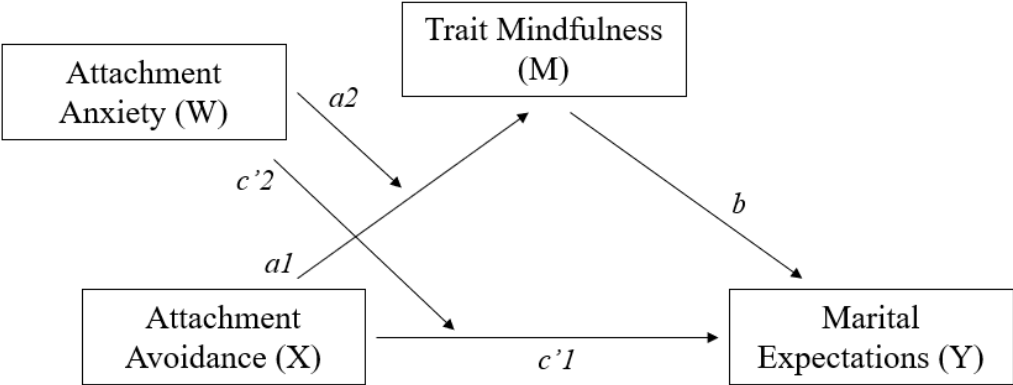 Trait Mindfulness
(M)
Attachment
Anxiety (W)
a2
c’2
b
a1
Attachment
Avoidance (X)
c’1
Marital
Expectations (Y)